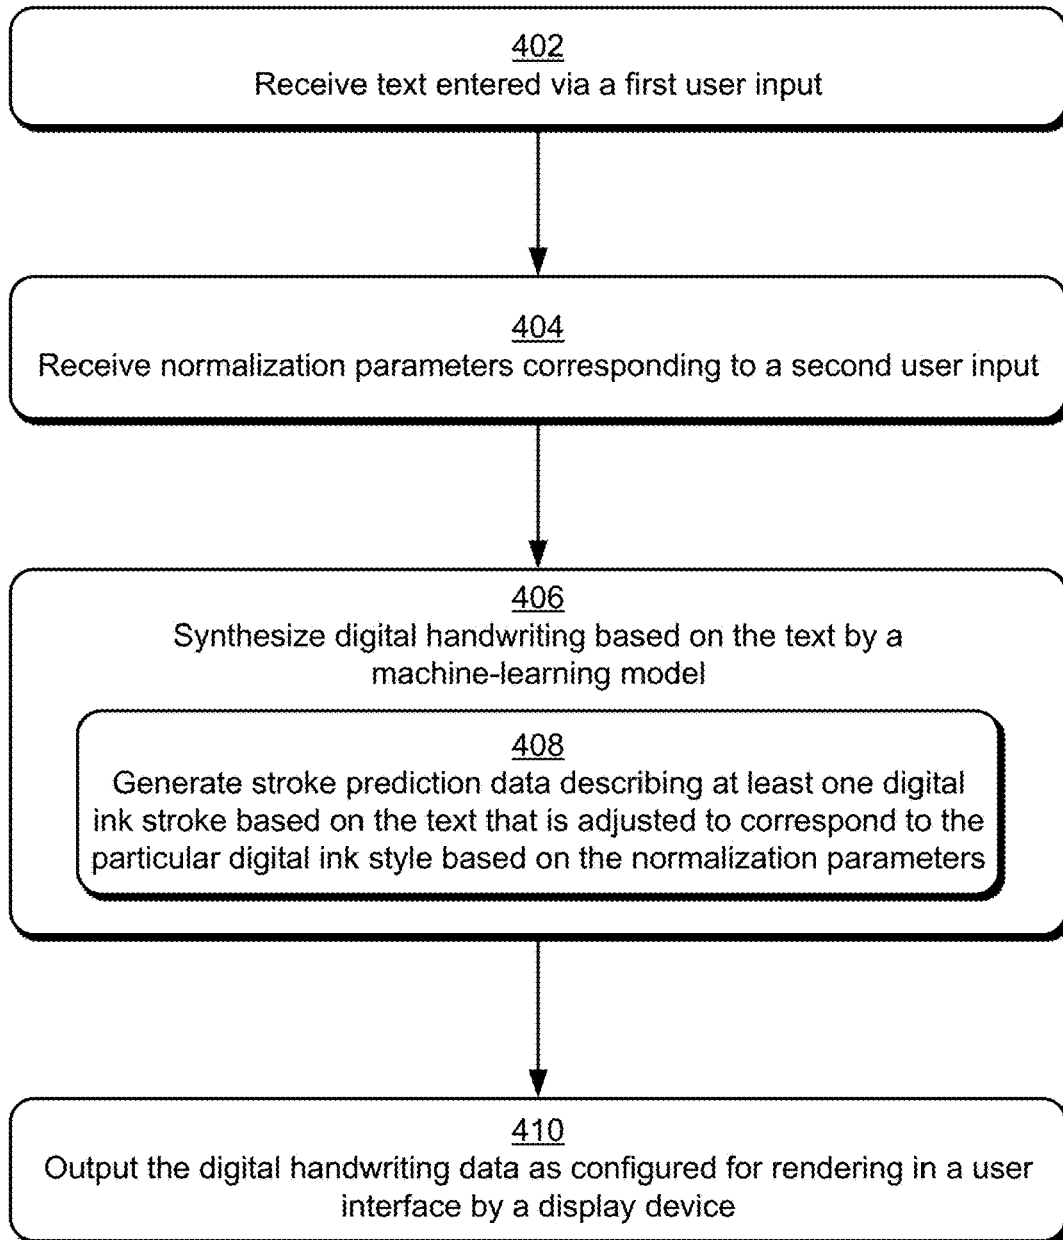 402
Receive text entered via a first user input
404
Receive normalization parameters corresponding to a second user input
406
Synthesize digital handwriting based on the text by a
machine-learning model
408
Generate stroke prediction data describing at least one digital
ink stroke based on the text that is adjusted to correspond to the
particular digital ink style based on the normalization parameters
410
Output the digital handwriting data as configured for rendering in a user
interface by a display device